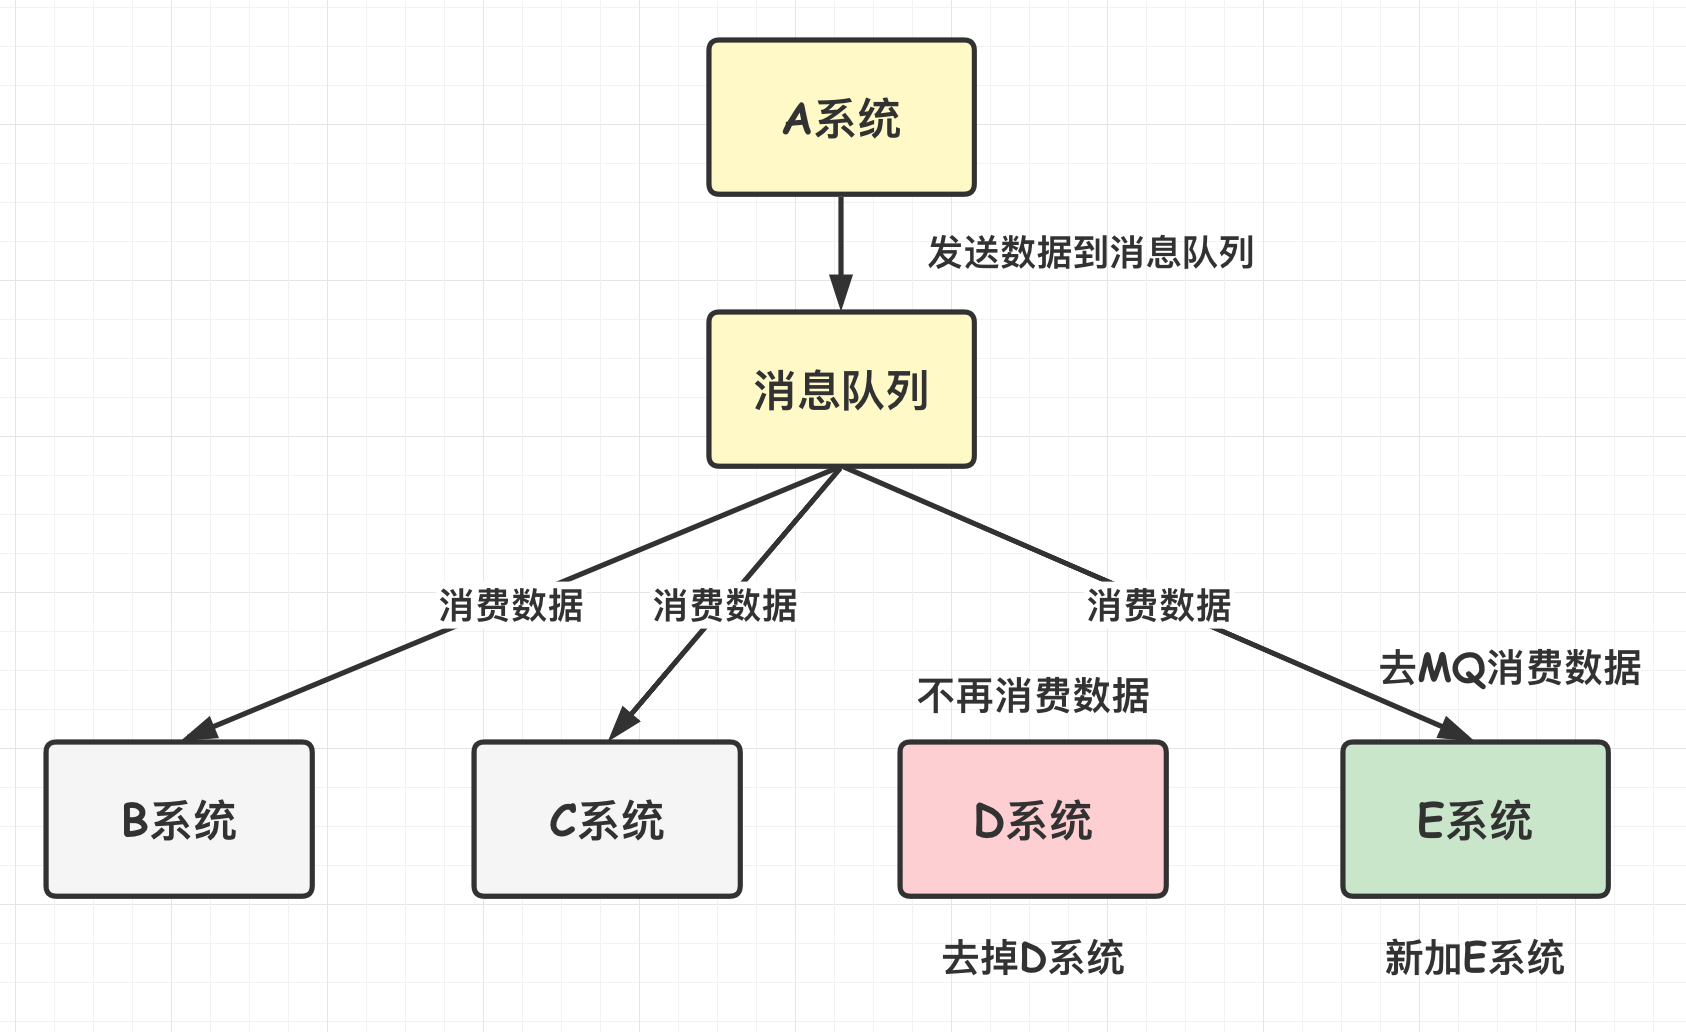 A系统
发送数据到消息队列
消息队列
消费数据
消费数据
消费数据
去MQ消费数据
不再消费数据
B系统
C系统
D系统
E系统
去掉D系统
新加E系统